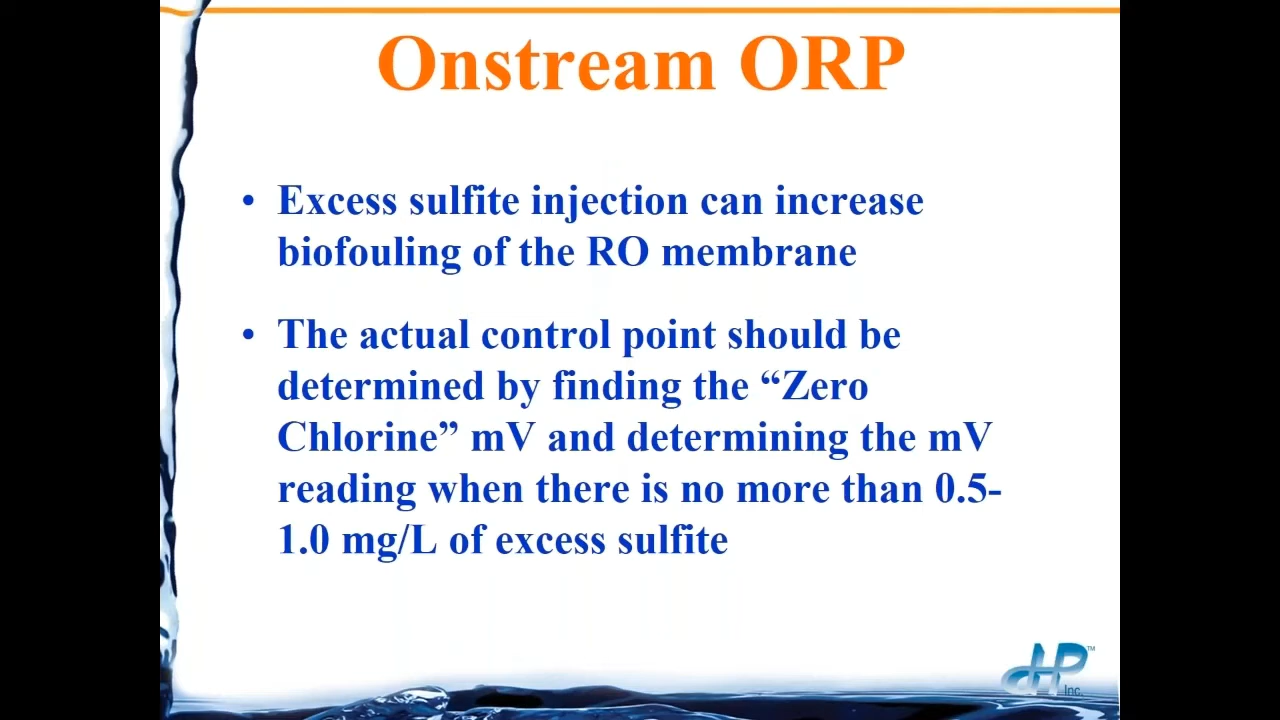 Onstream ORP
• Excess sulfite injection can increase
biofouling of the RO membrane
• The actual control point should be
determined by finding the “Zero
Chlorine” mV and determining the mV
reading when there is no more than 0.5-
1.0 mg/L of excess sulfite
HP™
Inc.